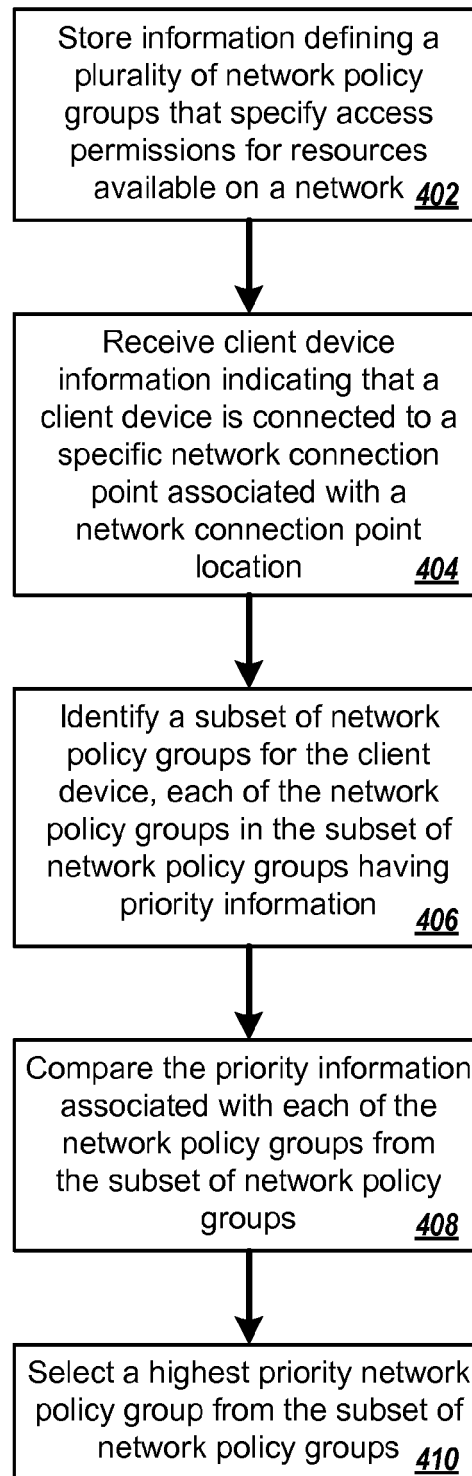 Store information defining a
plurality of network policy
groups that specify access
permissions for resources
available on a network 402
Receive client device
information indicating that a
client device is connected to a
specific network connection
point associated with a
network connection point
location 404
Identify a subset of network
policy groups for the client
device, each of the network
policy groups in the subset of
network policy groups having
priority information 406
Compare the priority information
associated with each of the
network policy groups from
the subset of network policy
groups 408
Select a highest priority network
policy group from the subset of
network policy groups 410